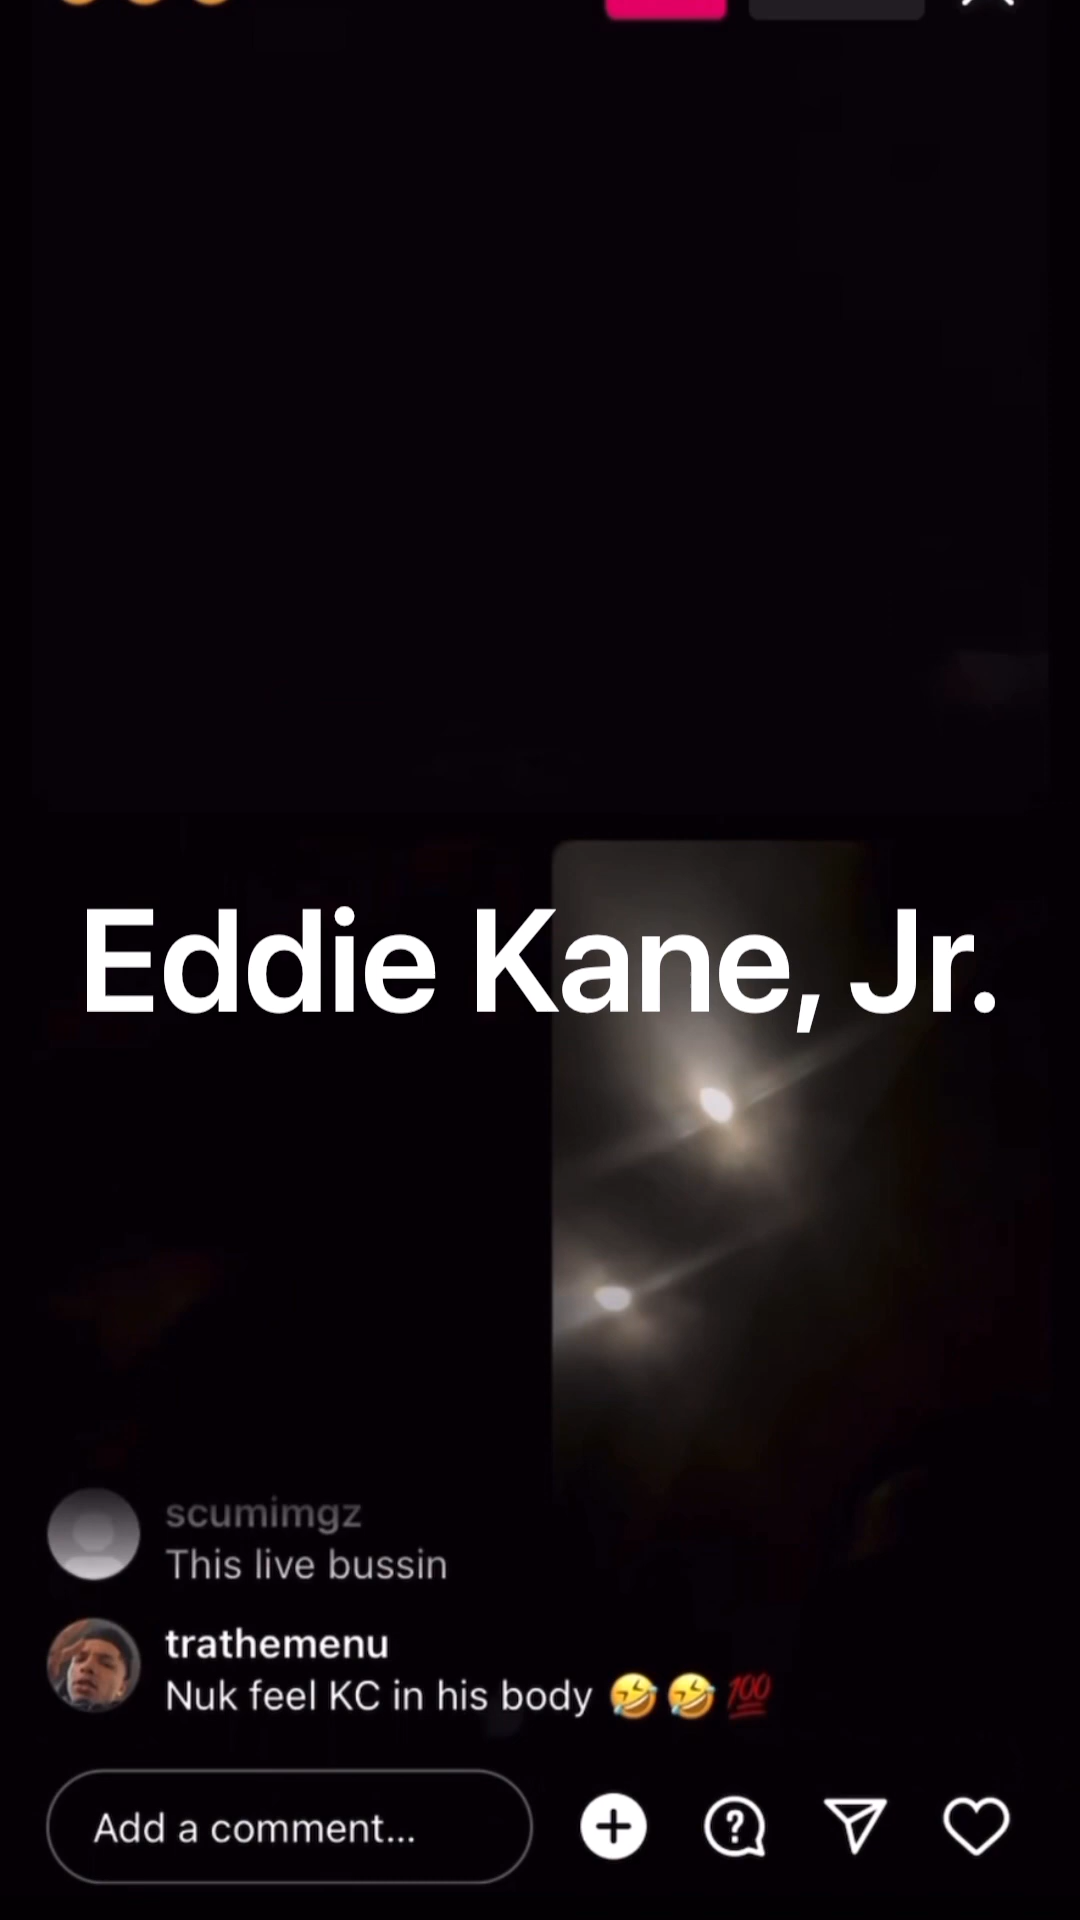 Eddie Kane, Jr.
scumimgz
This live bussin
trathemenu
Nuk feel KC in his body 🤣🤣💯
Add a comment...